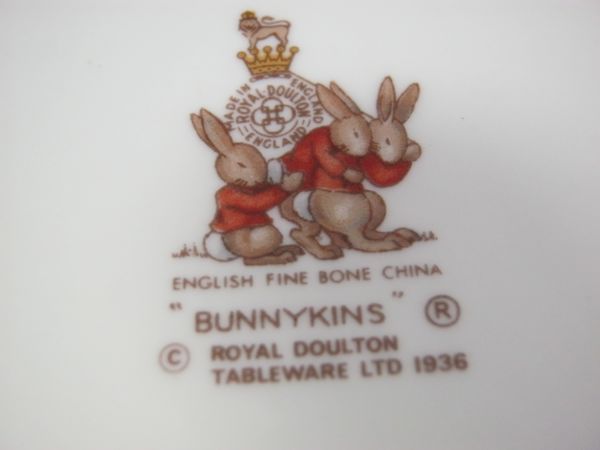 MADE IN ENGLAND
ROYAL·DOULTON
ENGLAND
ENGLISH FINE BONE CHINA
"BUNNYKINS" ®
© ROYAL DOULTON
TABLEWARE LTD 1936